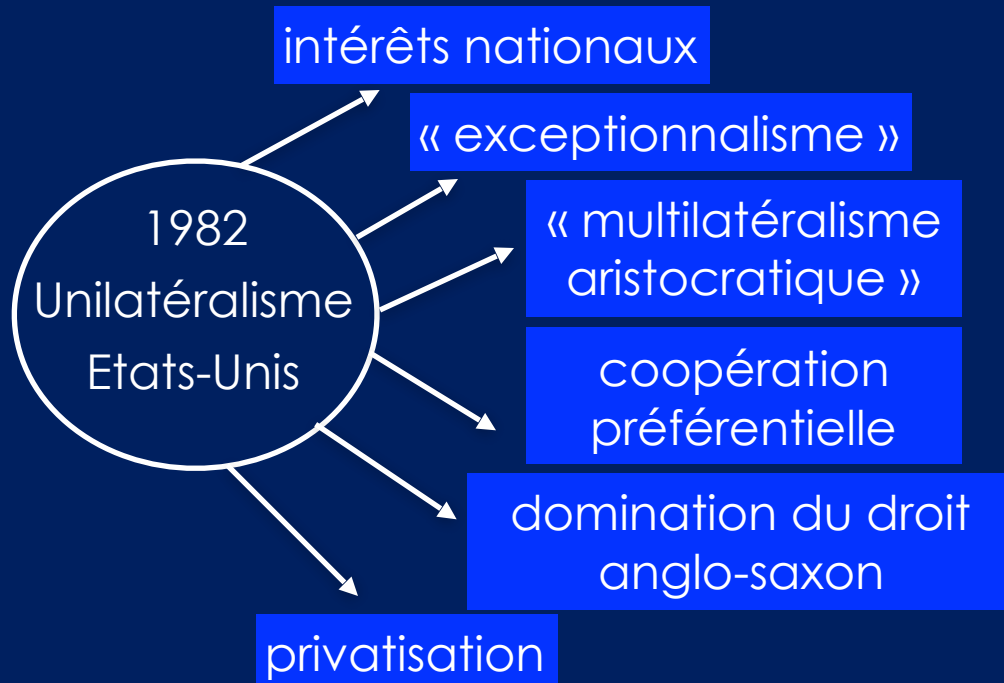 intérêts nationaux
« exceptionnalisme »
1982
Unilatéralisme
Etats-Unis
« multilatéralisme
aristocratique »
coopération
préférentielle
domination du droit
anglo-saxon
privatisation